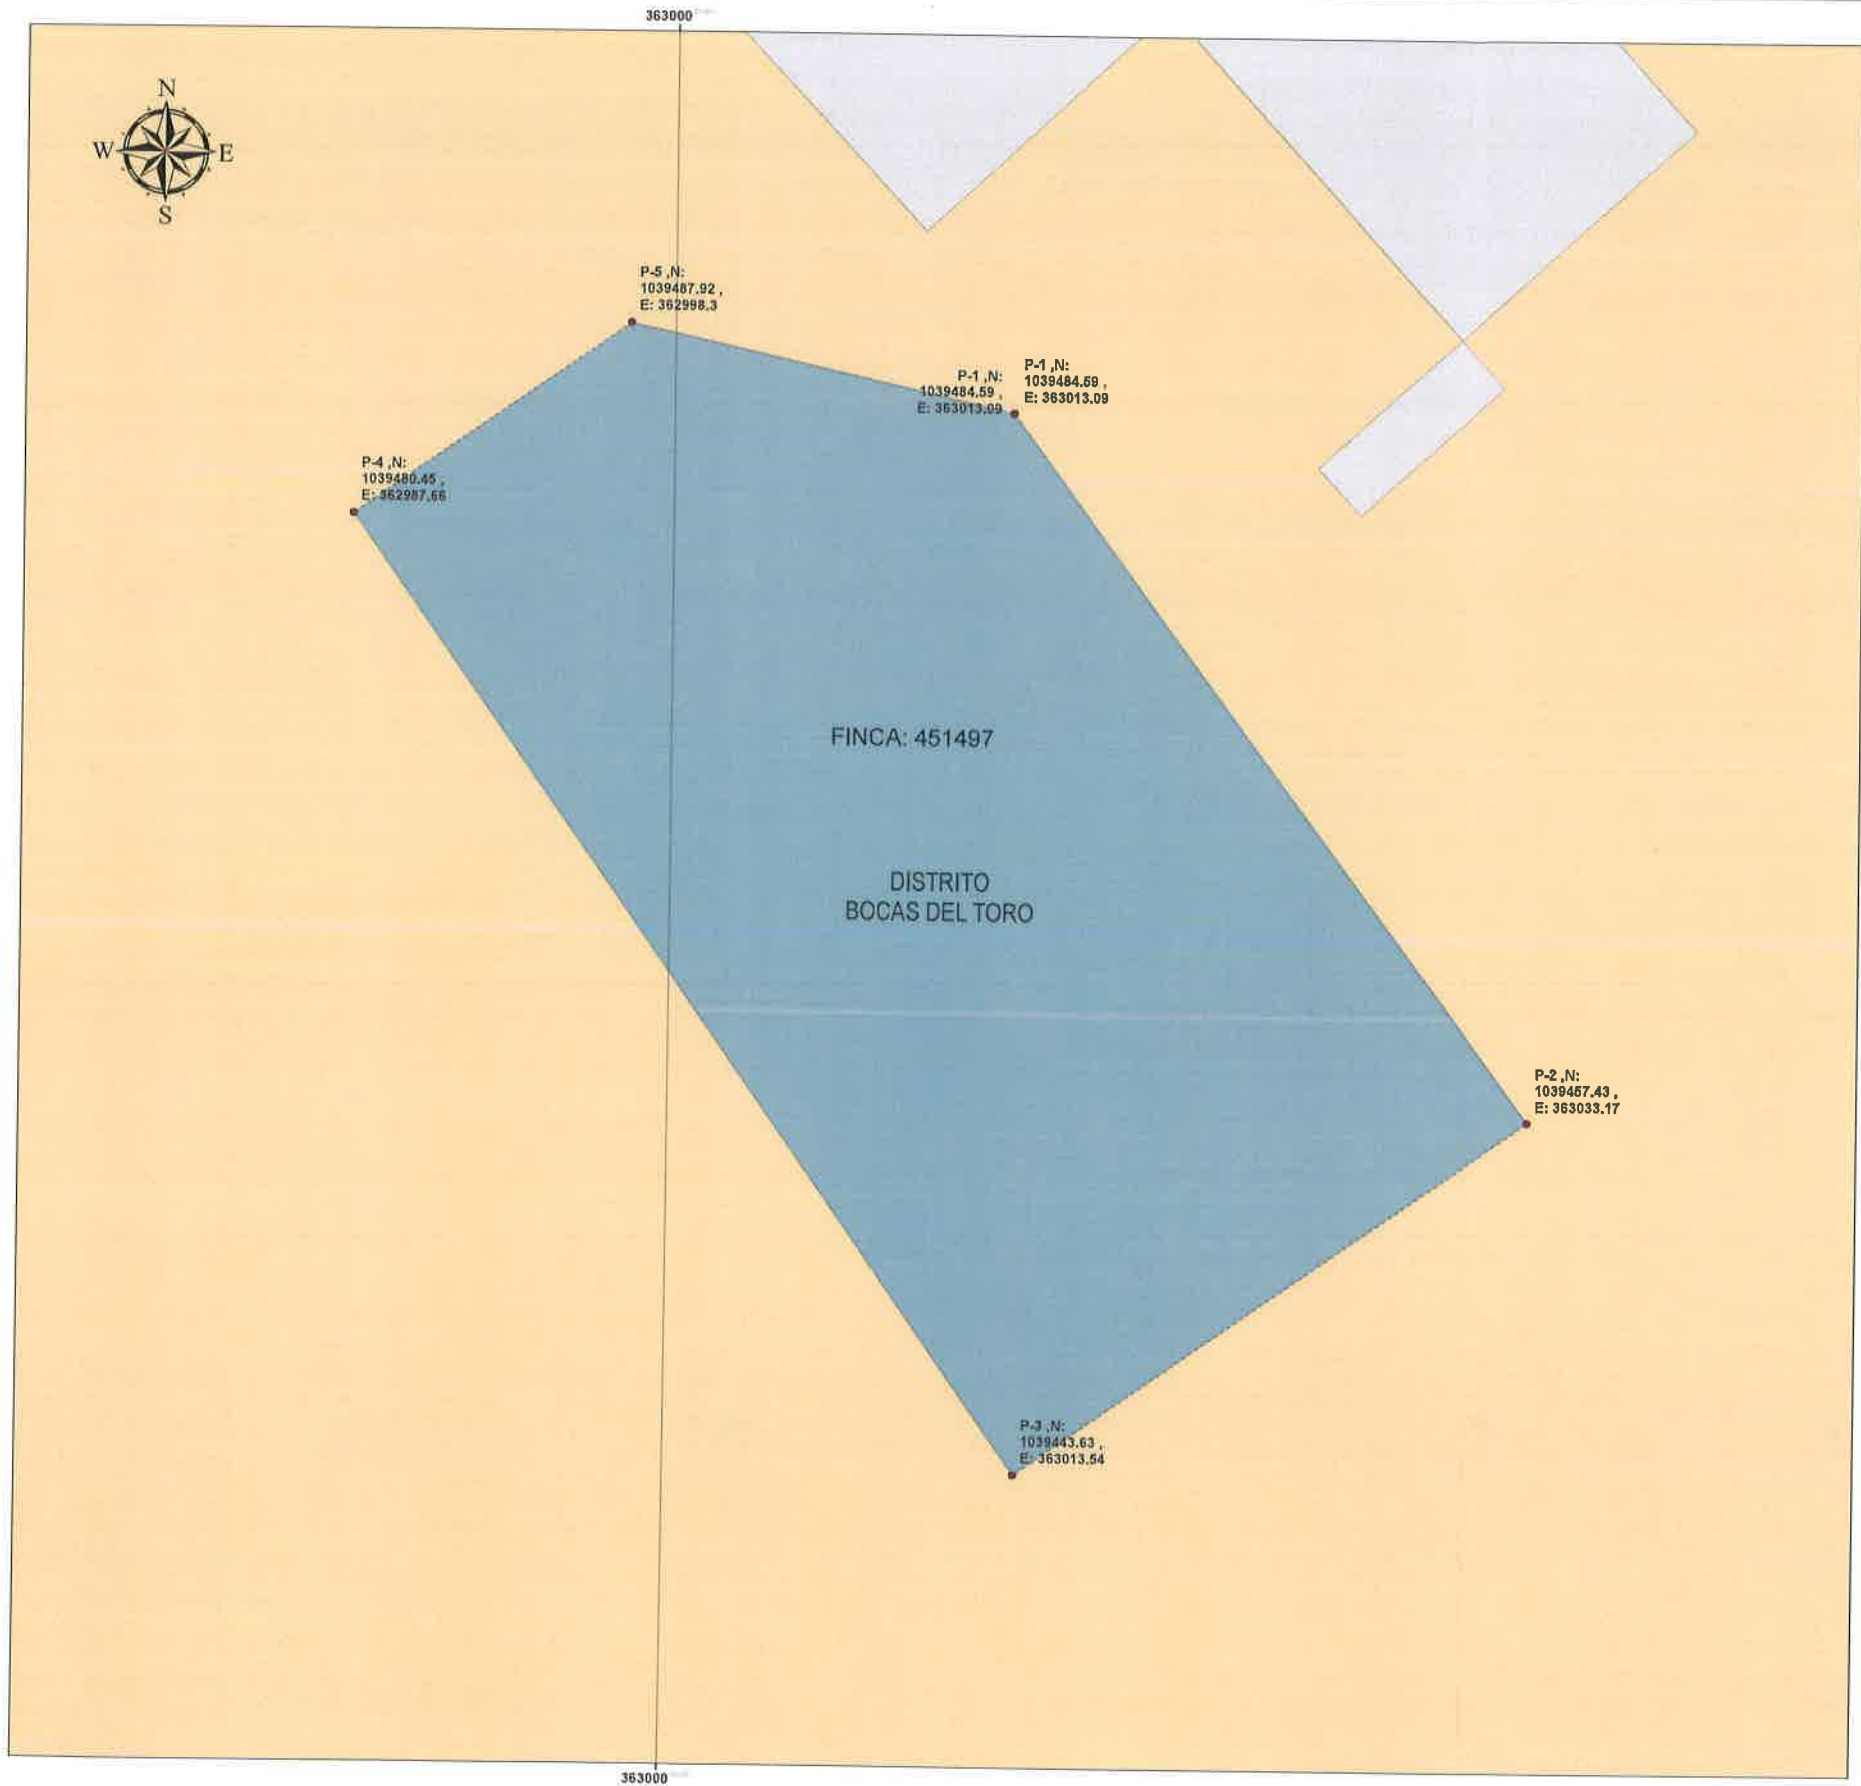 363000
N
W E
S
P-5 ,N:
1039487.92 ,
E: 362998.3
P-1 ,N:
1039484.59 ,
E: 363013.09
P-1 ,N:
1039484.59 ,
E: 363013.09
P-4 ,N:
1039480.45 ,
E: 362987.66
FINCA: 451497
DISTRITO
BOCAS DEL TORO
P-2 ,N:
1039457.43 ,
E: 363033.17
P-3 ,N:
1039443.63 ,
E: 363013.54
363000